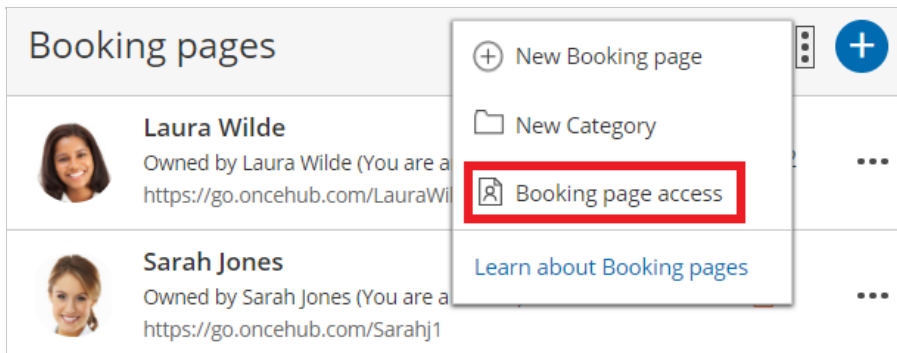 Booking pages
New Booking page
New Category
Booking page access
Learn about Booking pages
Laura Wilde
Owned by Laura Wilde (You are a
https://go.oncehub.com/LauraWil
Sarah Jones
Owned by Sarah Jones (You are a
https://go.oncehub.com/Sarahj1